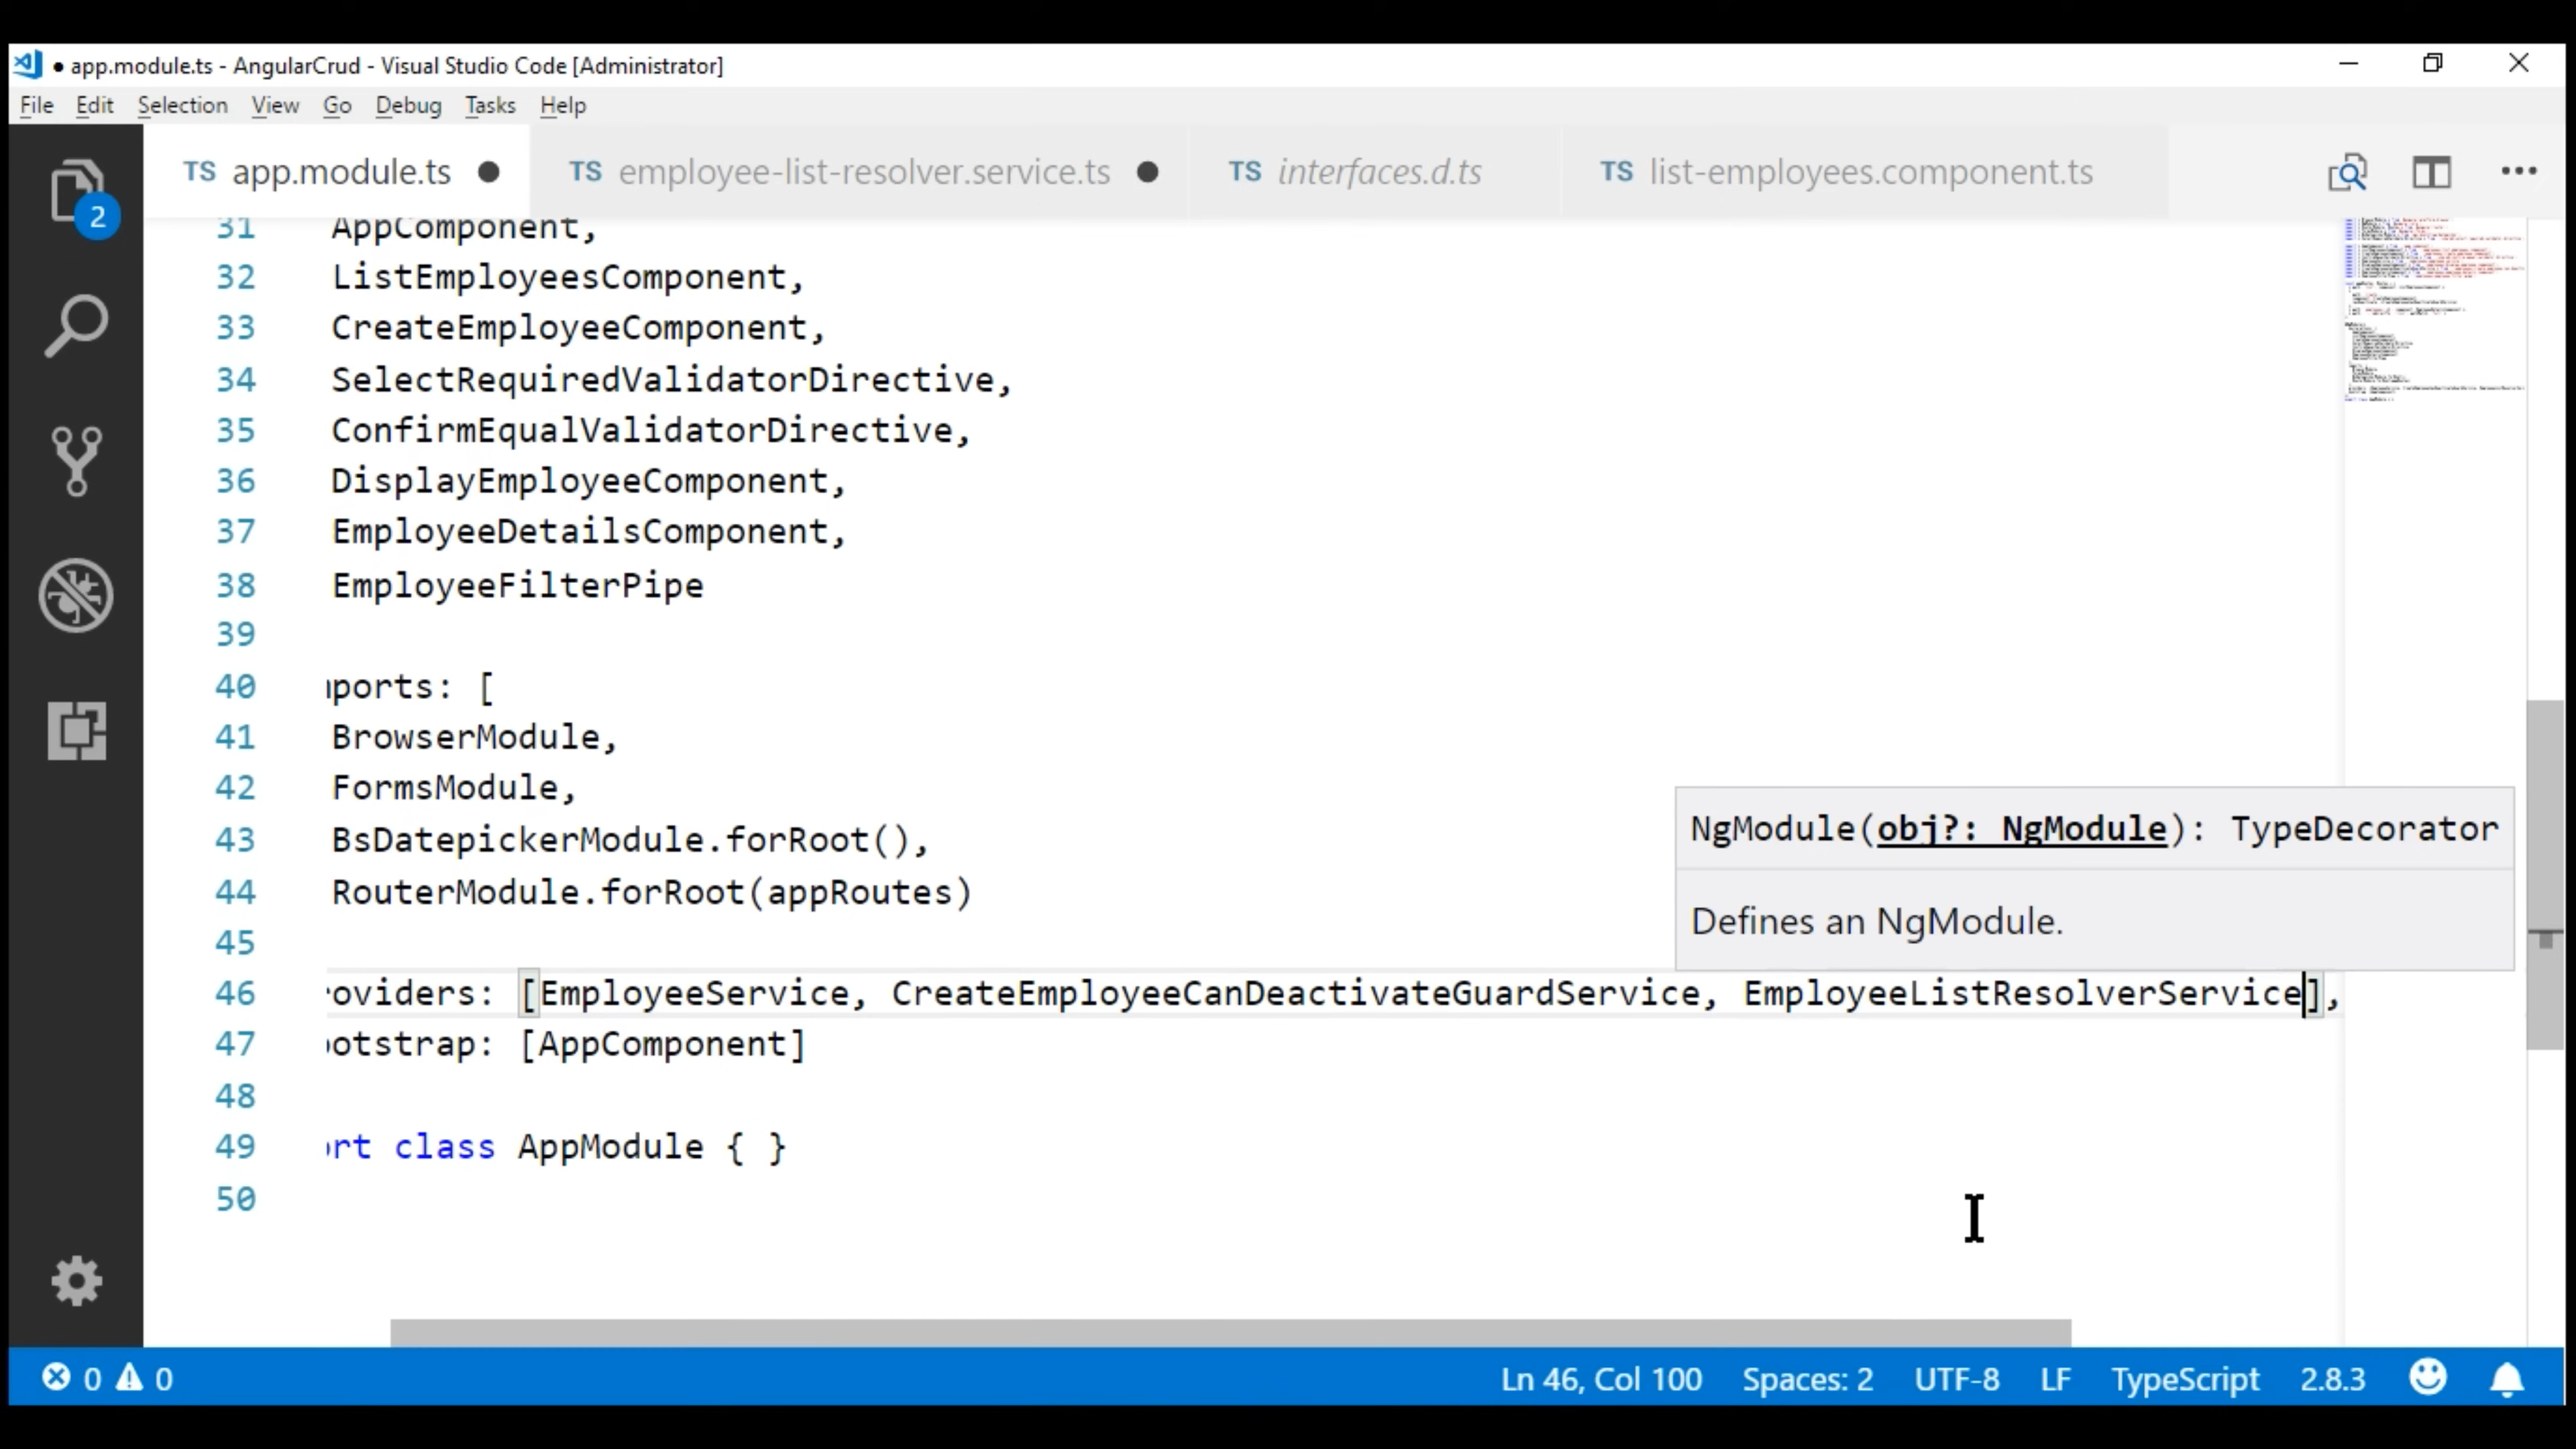 ● app.module.ts - AngularCrud - Visual Studio Code [Administrator]
File Edit Selection View Go Debug Tasks Help
TS app.module.ts ● TS employee-list-resolver.service.ts ● TS interfaces.d.ts TS list-employees.component.ts
2
31 AppComponent,
32 ListEmployeesComponent,
33 CreateEmployeeComponent,
34 SelectRequiredValidatorDirective,
35 ConfirmEqualValidatorDirective,
36 DisplayEmployeeComponent,
37 EmployeeDetailsComponent,
38 EmployeeFilterPipe
39
40 ports: [
41 BrowserModule,
42 FormsModule,
43 BsDatepickerModule.forRoot(),
44 RouterModule.forRoot(appRoutes)
45
NgModule(obj?: NgModule): TypeDecorator
Defines an NgModule.
46 oviders: [EmployeeService, CreateEmployeeCanDeactivateGuardService, EmployeeListResolverService],
47 otstrap: [AppComponent]
48
49 rt class AppModule { }
50
0 0 Ln 46, Col 100 Spaces: 2 UTF-8 LF TypeScript 2.8.3